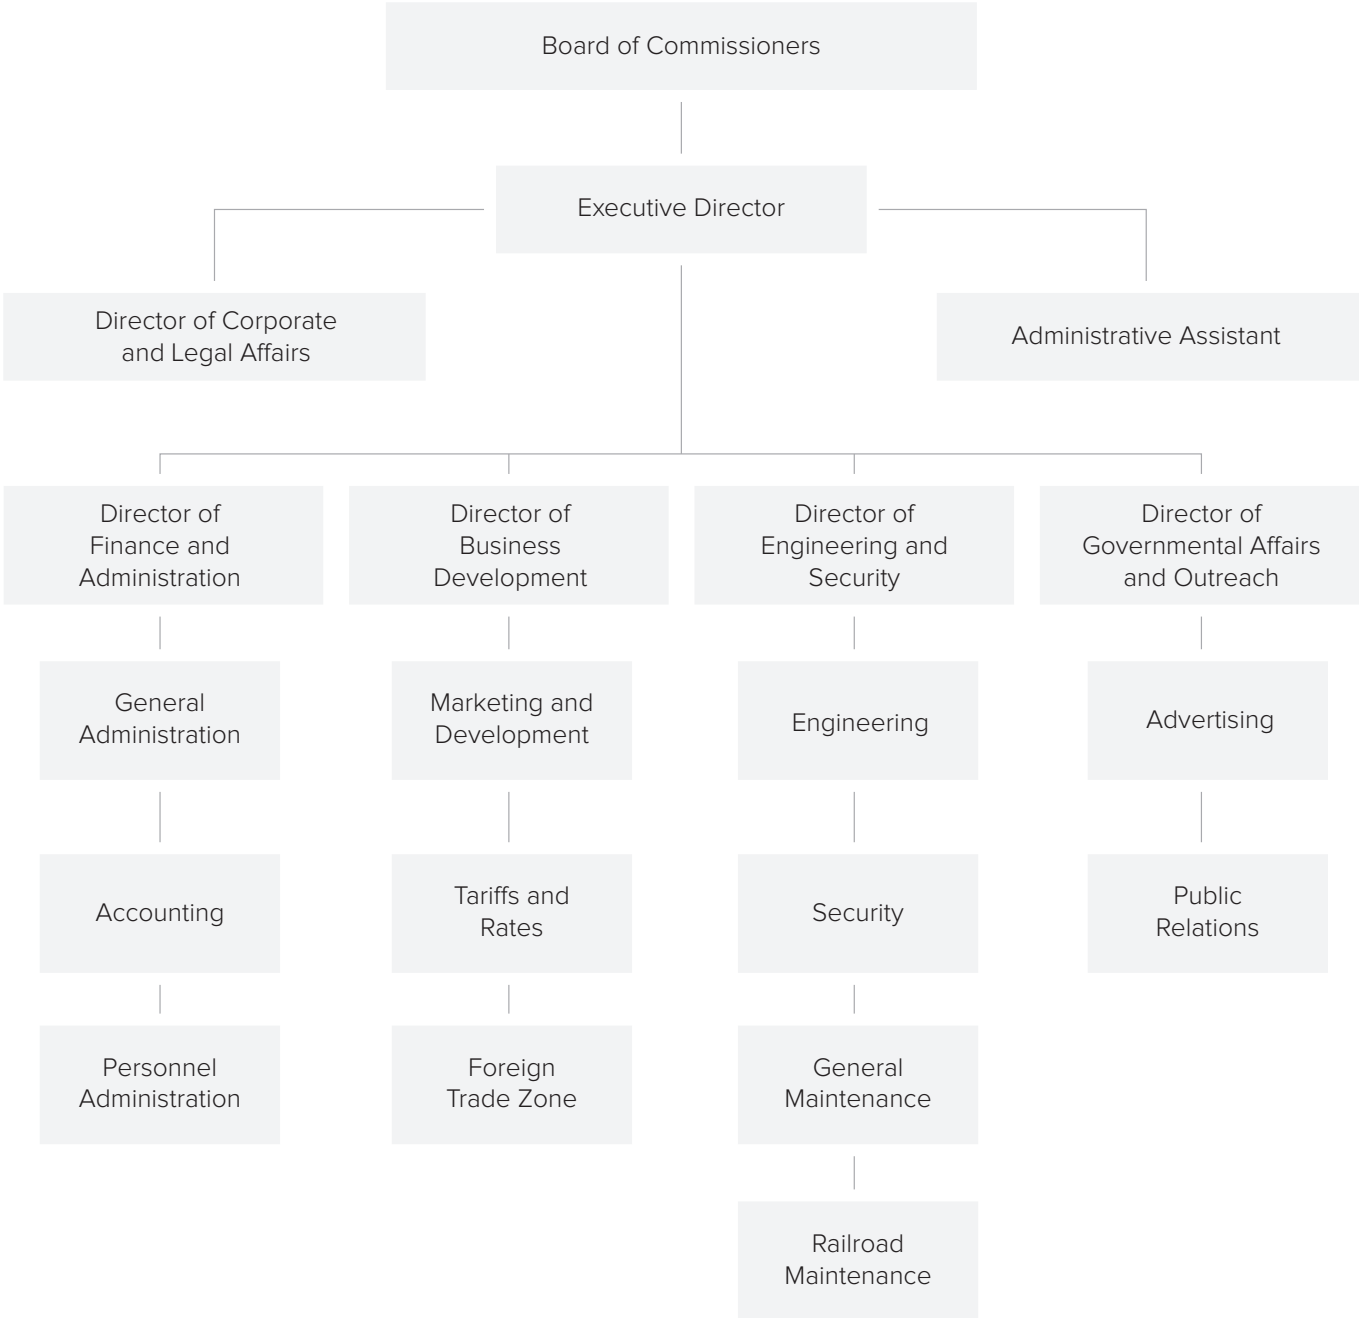 Board of Commissioners
Executive Director
Director of Corporate
and Legal Affairs
Administrative Assistant
Director of
Finance and
Administration
Director of
Business
Development
Director of
Engineering and
Security
Director of
Governmental Affairs
and Outreach
General
Administration
Marketing and
Development
Engineering
Advertising
Accounting
Tariffs and
Rates
Security
Public
Relations
Personnel
Administration
Foreign
Trade Zone
General
Maintenance
Railroad
Maintenance